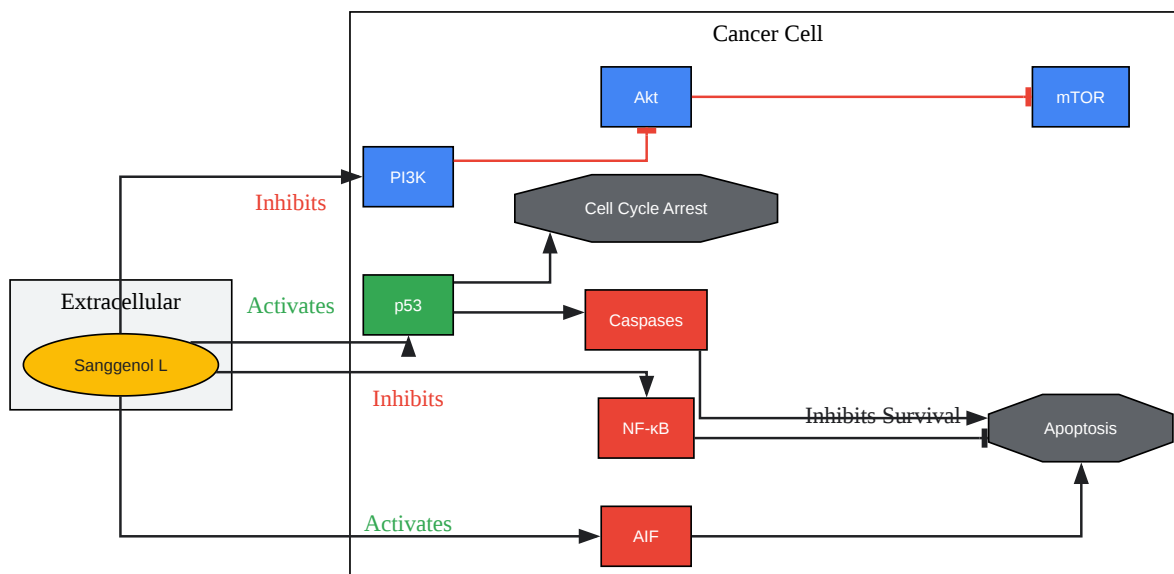 Cancer Cell
Akt
mTOR
PI3K
Inhibits
Cell Cycle Arrest
Extracellular
Activates
p53
Caspases
Sanggenol L
Inhibits
Inhibits Survival
NF-κB
Apoptosis
Activates
AIF